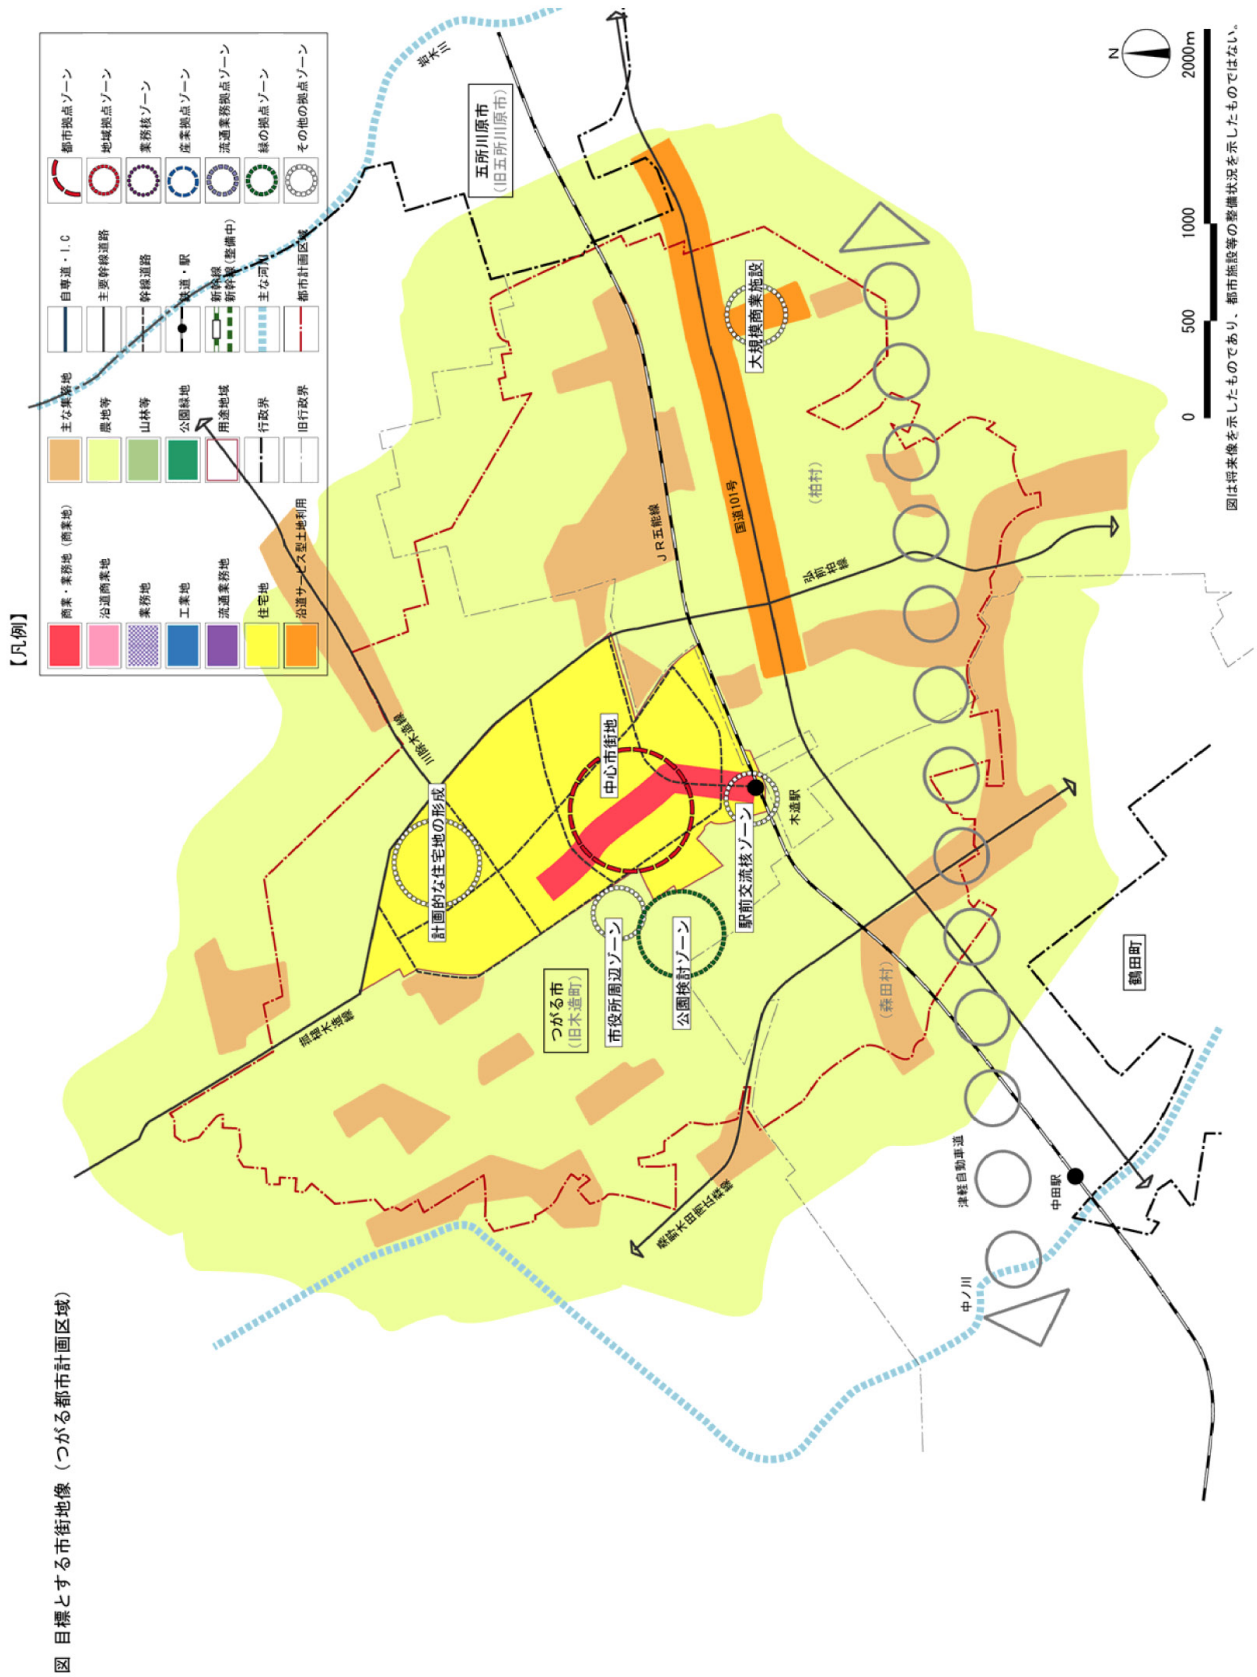 図 目標とする市街地像（つがる都市計画区域）
【凡例】
商業・業務地（商業地）
沿道商業地
業務地
工業地
流通業務地
住宅地
沿道サービス型土地利用
主な集落地
農地等
山林等
公園緑地
用途地域
行政界
旧行政界
自専道・I.C
主要幹線道路
幹線道路
鉄道・駅
新幹線
新幹線(整備中)
主な河川
都市計画区域
都市拠点ゾーン
地域拠点ゾーン
業務核ゾーン
産業拠点ゾーン
流通業務拠点ゾーン
緑の拠点ゾーン
その他の拠点ゾーン
岩木川
五所川原市
（旧五所川原市）
川除木造線
計画的な住宅地の形成
中心市街地
JR五能線
国道101号
大規模商業施設
（柏村）
弘前柏線
木造駅
駅前交流核ゾーン
市役所周辺ゾーン
公園検討ゾーン
つがる市
（旧木造町）
（森田村）
鶴田町
津軽自動車道
中田駅
中ノ川
N
0
500
1000
2000m
図は将来像を示したものであり、都市施設等の整備状況を示したものではない。